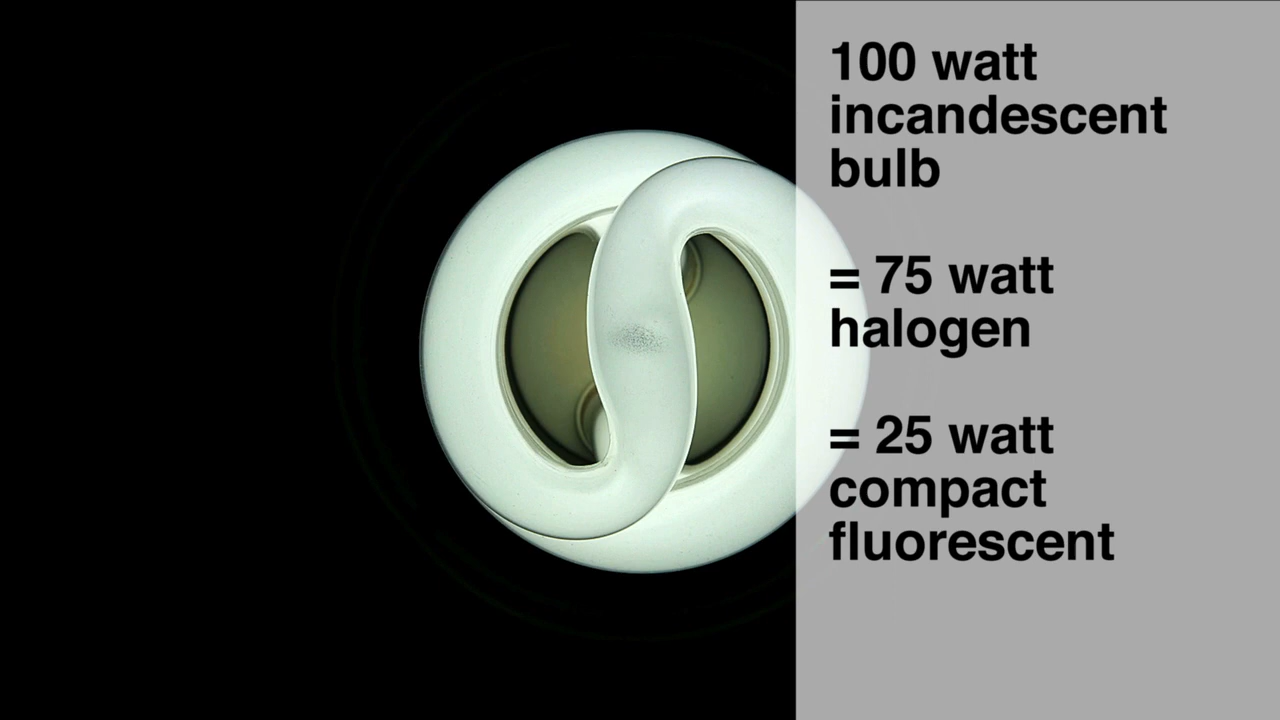 100 watt
incandescent
bulb
= 75 watt
halogen
= 25 watt
compact
fluorescent